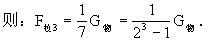 则：F拉3 = 1/7 G物 = 1/(2³−1) G物．